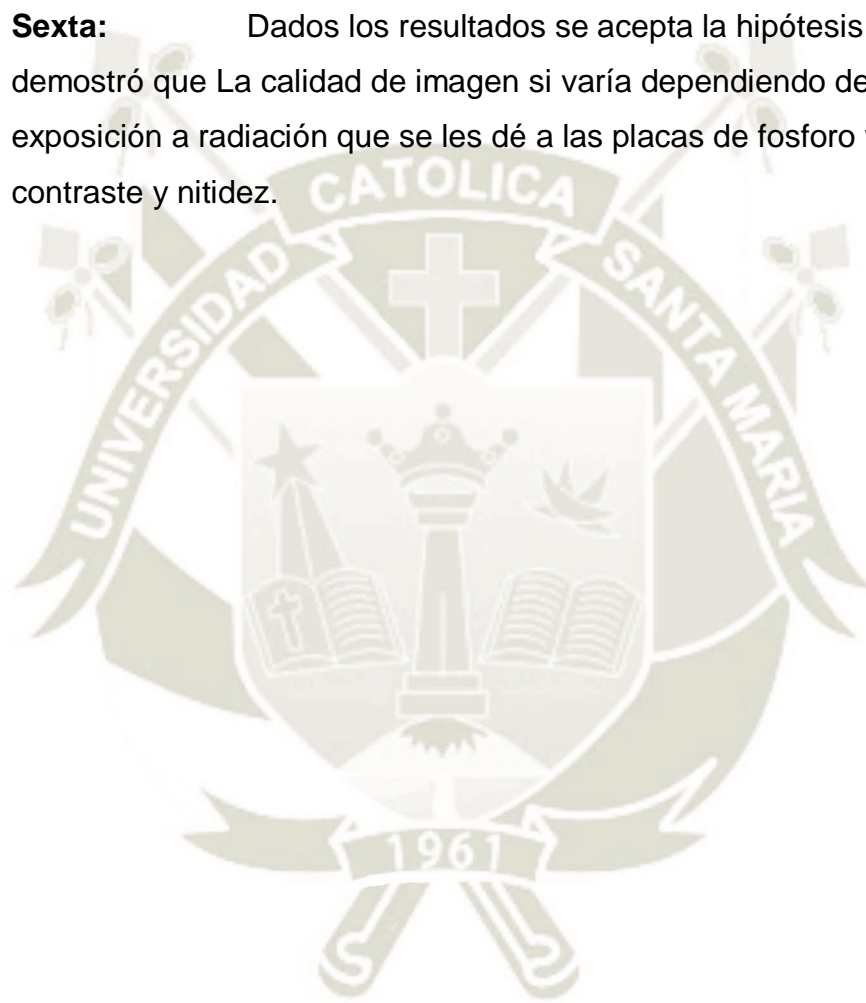 Sexta: Dados los resultados se acepta la hipótesis
demostró que La calidad de imagen si varía dependiendo de
exposición a radiación que se les dé a las placas de fosforo
contraste y nitidez.
UNIVERSIDAD CATOLICA SANTA MARIA
1961